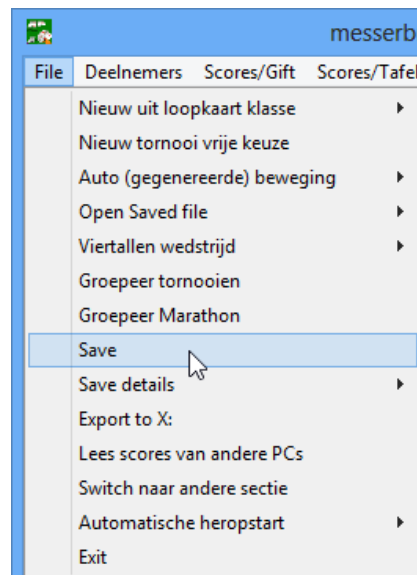 messerb
File Deelnemers Scores/Gift Scores/Tafel
Nieuw uit loopkaart klasse
Nieuw tornooi vrije keuze
Auto (gegenereerde) beweging
Open Saved file
Viertallen wedstrijd
Groepeer tornooien
Groepeer Marathon
Save
Save details
Export to X:
Lees scores van andere PCs
Switch naar andere sectie
Automatische heropstart
Exit